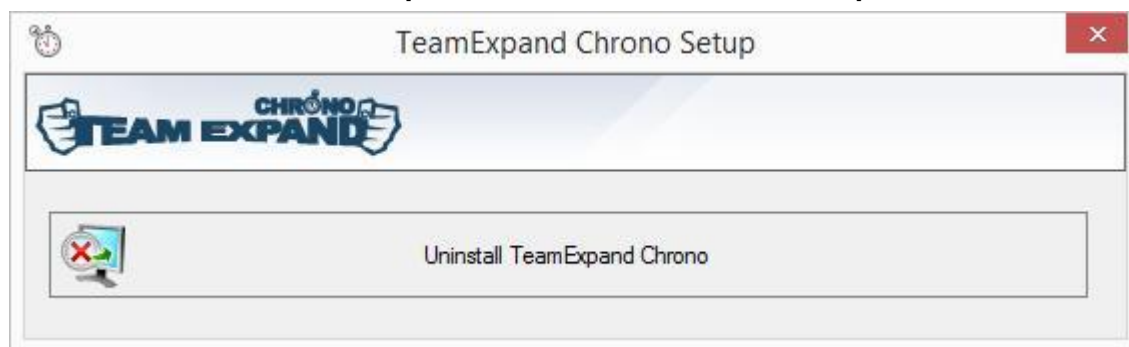 TeamExpand Chrono Setup
CHRONO
TEAM EXPAND
Uninstall TeamExpand Chrono